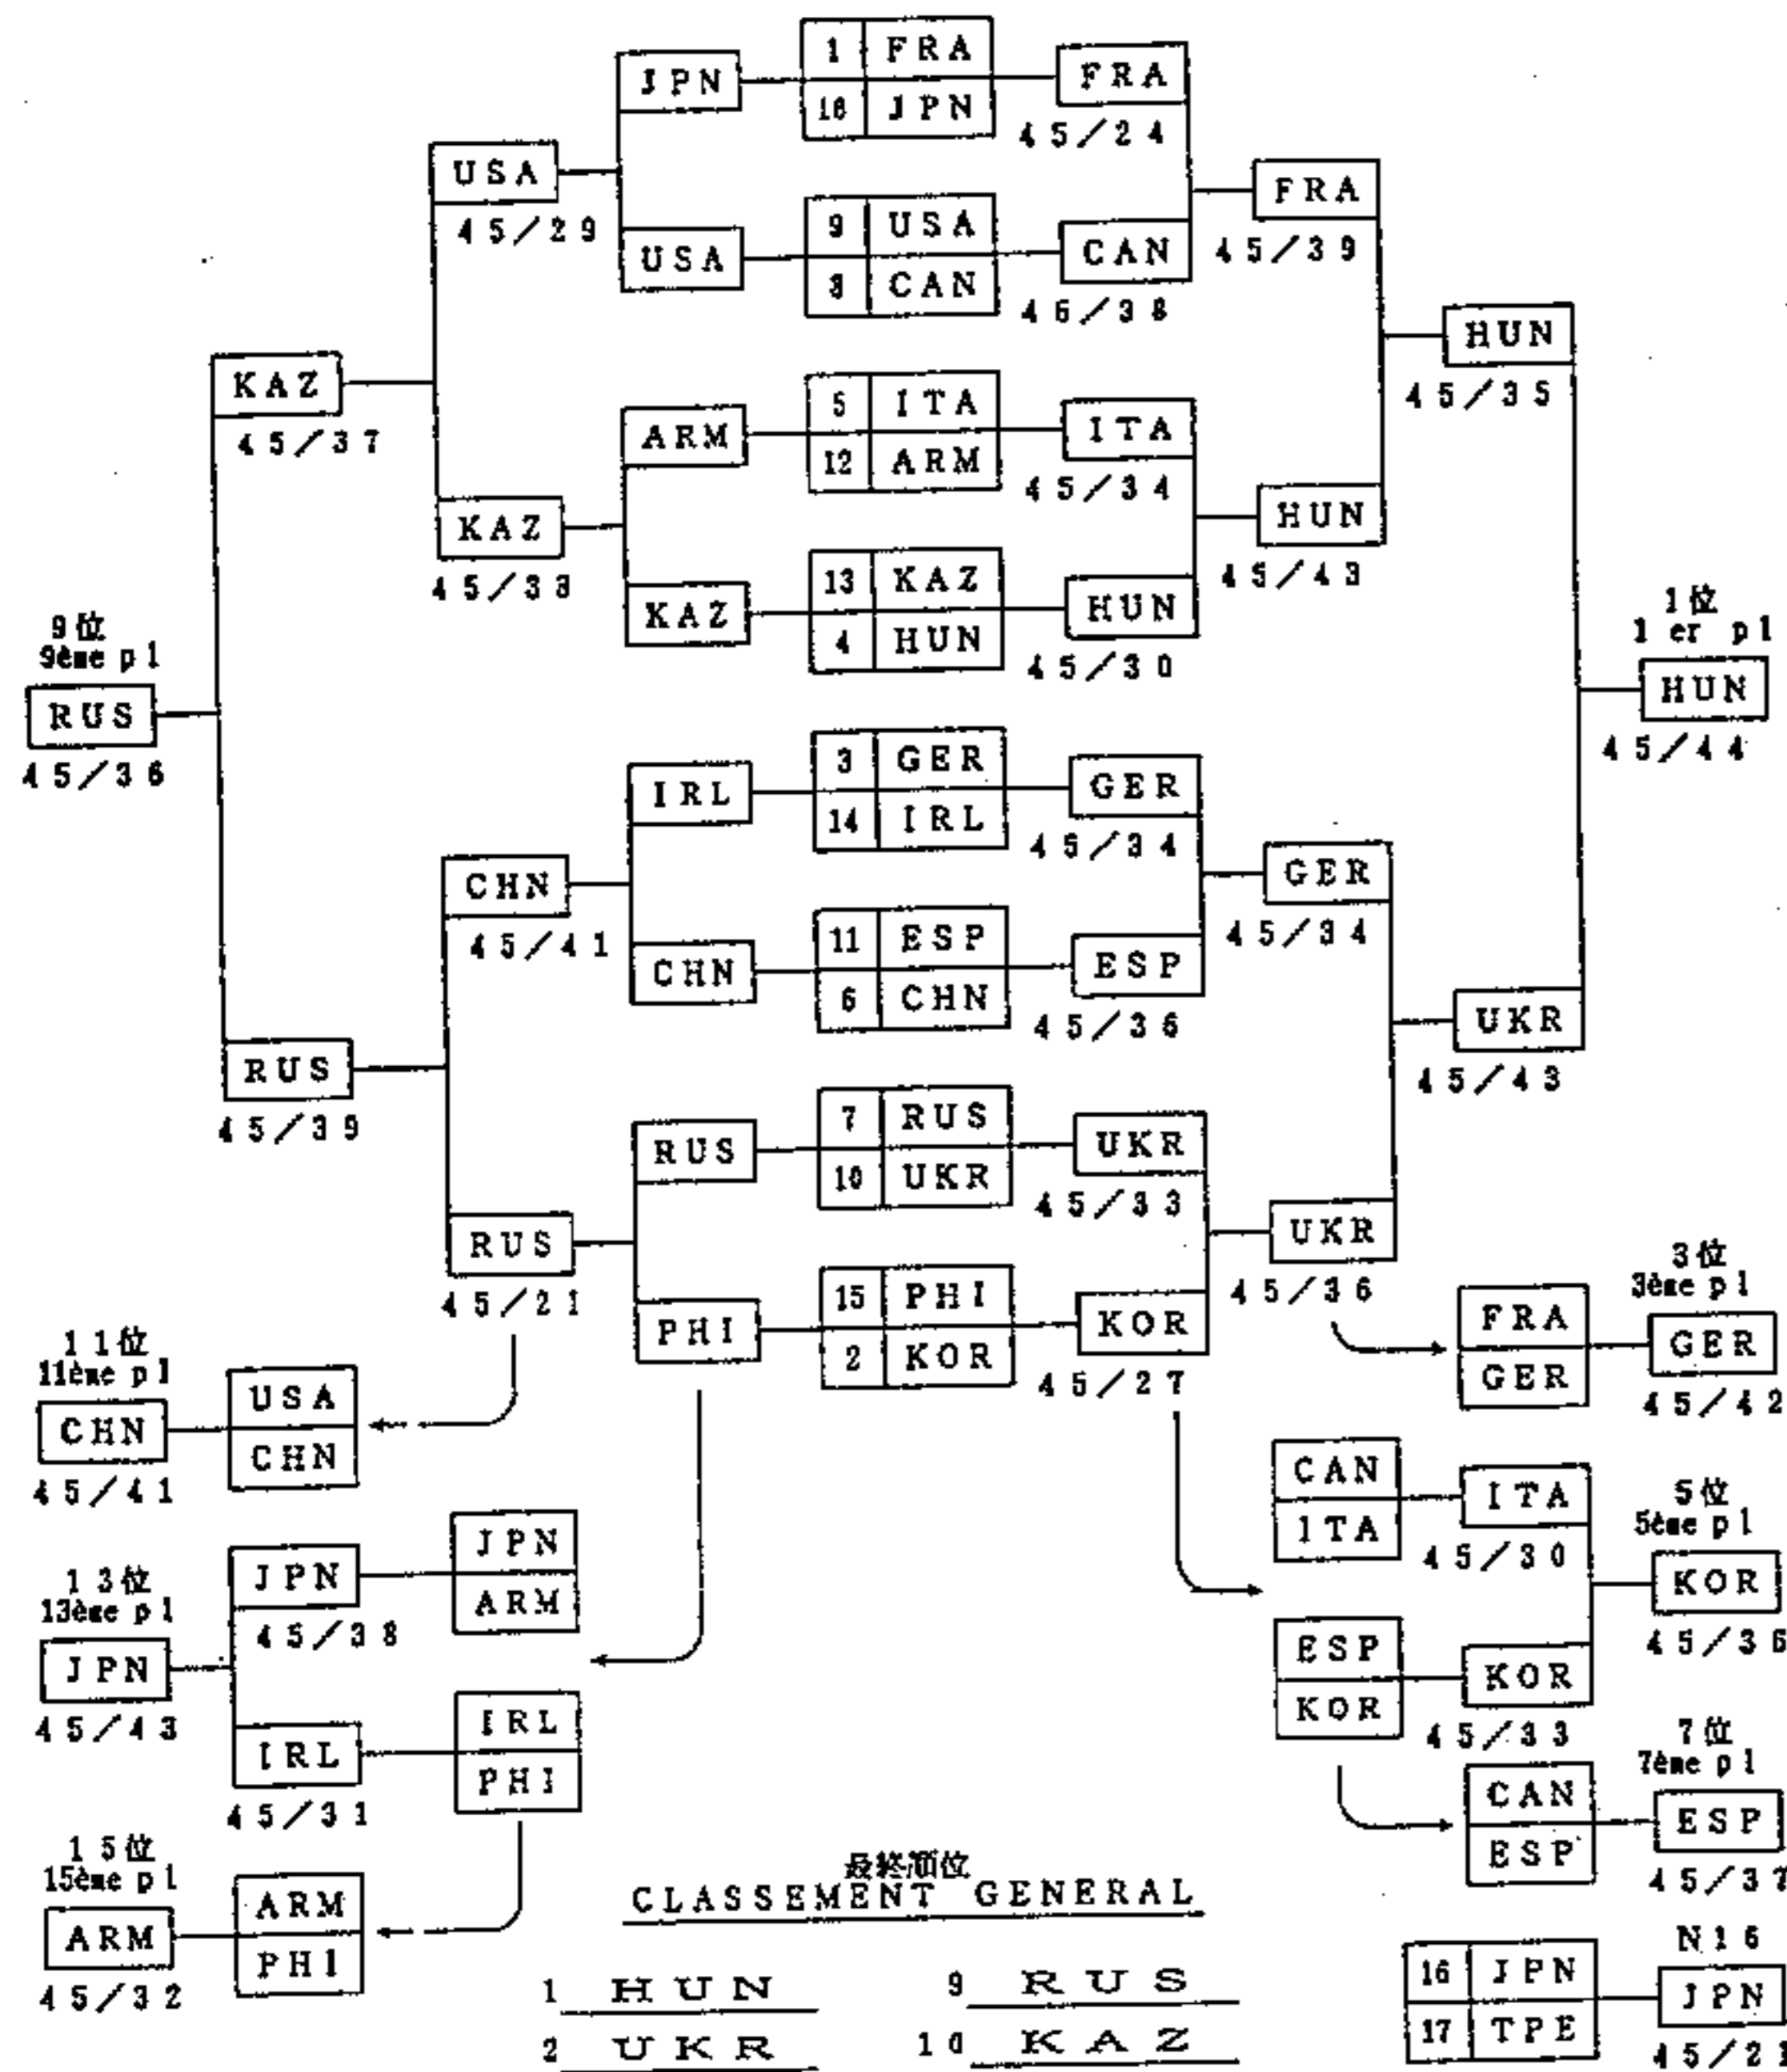 1 FRA
16 JPN
JPN
FRA
45/24
USA
45/29
USA
9 USA
8 CAN
CAN
45/38
FRA
45/39
KAZ
45/37
ARM
5 ITA
12 ARM
ITA
45/34
HUN
45/35
KAZ
45/38
KAZ
13 KAZ
4 HUN
HUN
45/30
HUN
45/43
9位
9ème pl
RUS
45/36
1位
1er pl
HUN
45/44
IRL
3 GER
14 IRL
GER
45/34
CHN
45/41
CHN
11 ESP
6 CHN
ESP
45/36
GER
45/34
RUS
45/39
RUS
7 RUS
10 UKR
UKR
45/33
UKR
45/43
RUS
45/21
PHI
15 PHI
2 KOR
KOR
45/27
UKR
45/36
3位
3ème pl
FRA
GER
GER
45/42
11位
11ème pl
CHN
45/41
USA
CHN
CAN
ITA
ITA
45/30
5位
5ème pl
KOR
45/36
ESP
KOR
KOR
45/33
13位
13ème pl
JPN
45/43
JPN
45/38
JPN
ARM
IRL
45/31
IRL
PHI
7位
7ème pl
CAN
ESP
ESP
45/37
15位
15ème pl
ARM
45/32
ARM
PHI
最終順位
CLASSEMENT GENERAL
1 HUN
9 RUS
2 UKR
10 KAZ
N16
16 JPN
17 TPE
JPN